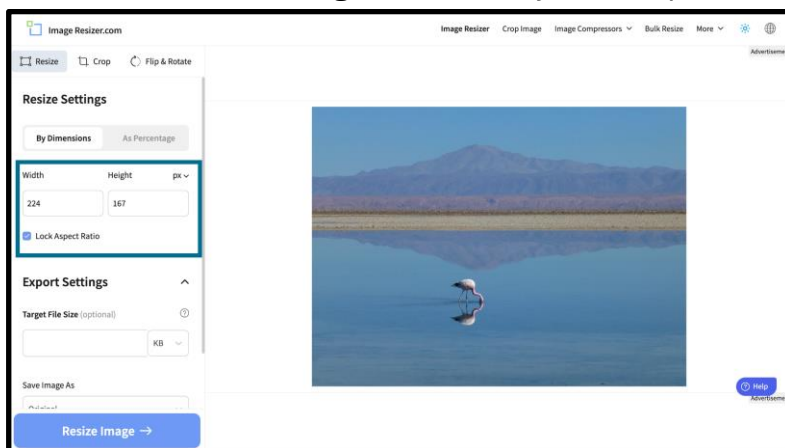 Image Resizer.com
Image Resizer Crop Image Image Compressors Bulk Resize More
Resize Crop Flip & Rotate
Advertiseme
Resize Settings
By Dimensions As Percentage
Width Height px
224 167
Lock Aspect Ratio
Export Settings
Target File Size (optional)
KB
Save Image As
Original
Resize Image →
Help
Advertiseme